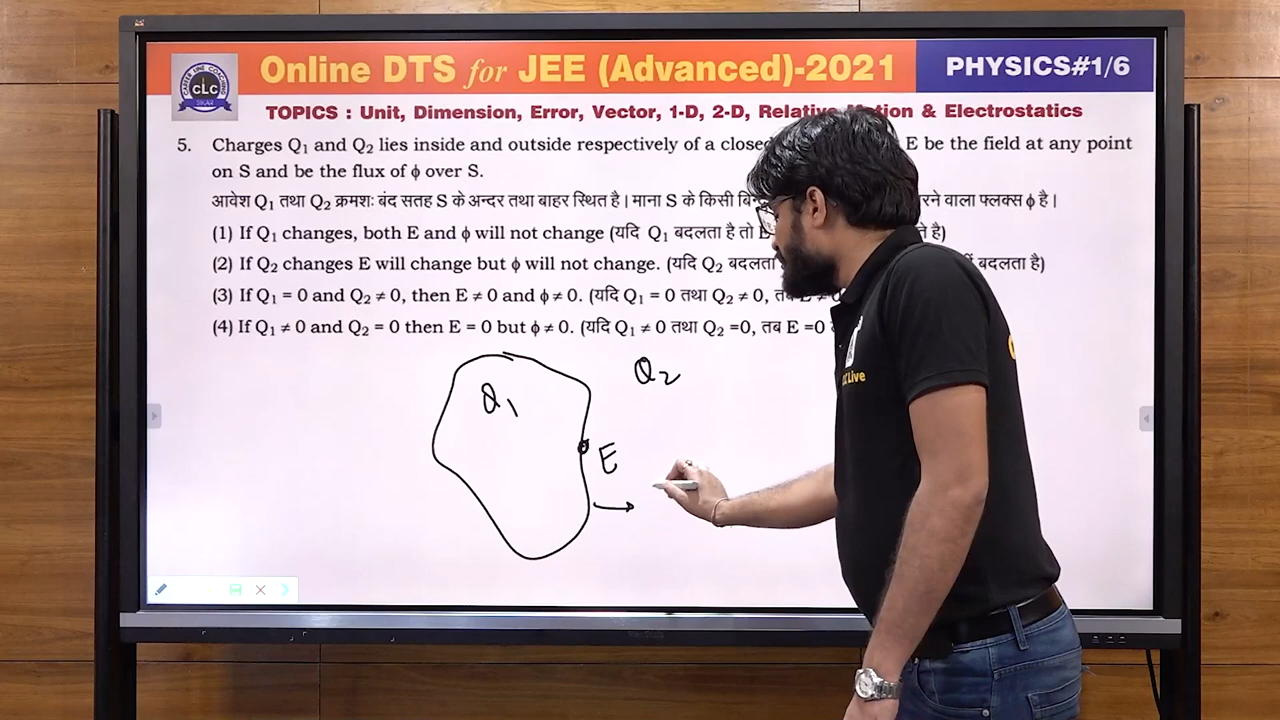 Online DTS for JEE (Advanced)-2021 PHYSICS#1/6
CLC
SIKAR
TOPICS : Unit, Dimension, Error, Vector, 1-D, 2-D, Relative Motion & Electrostatics
5. Charges Q₁ and Q₂ lies inside and outside respectively of a closed E be the field at any point
on S and be the flux of ϕ over S.
आवेश Q₁ तथा Q₂ क्रमशः बंद सतह S के अन्दर तथा बाहर स्थित है। माना S के किसी रने वाला फ्लक्स ϕ है।
(1) If Q₁ changes, both E and ϕ will not change (यदि Q₁ बदलता है तो E है)
(2) If Q₂ changes E will change but ϕ will not change. (यदि Q₂ बदलता बदलता है)
(3) If Q₁ = 0 and Q₂ ≠ 0, then E ≠ 0 and ϕ ≠ 0. (यदि Q₁ = 0 तथा Q₂ ≠ 0, तब E ≠ 0
(4) If Q₁ ≠ 0 and Q₂ = 0 then E = 0 but ϕ ≠ 0. (यदि Q₁ ≠ 0 तथा Q₂ =0, तब E =0
Q₂
Q₁
E
Live